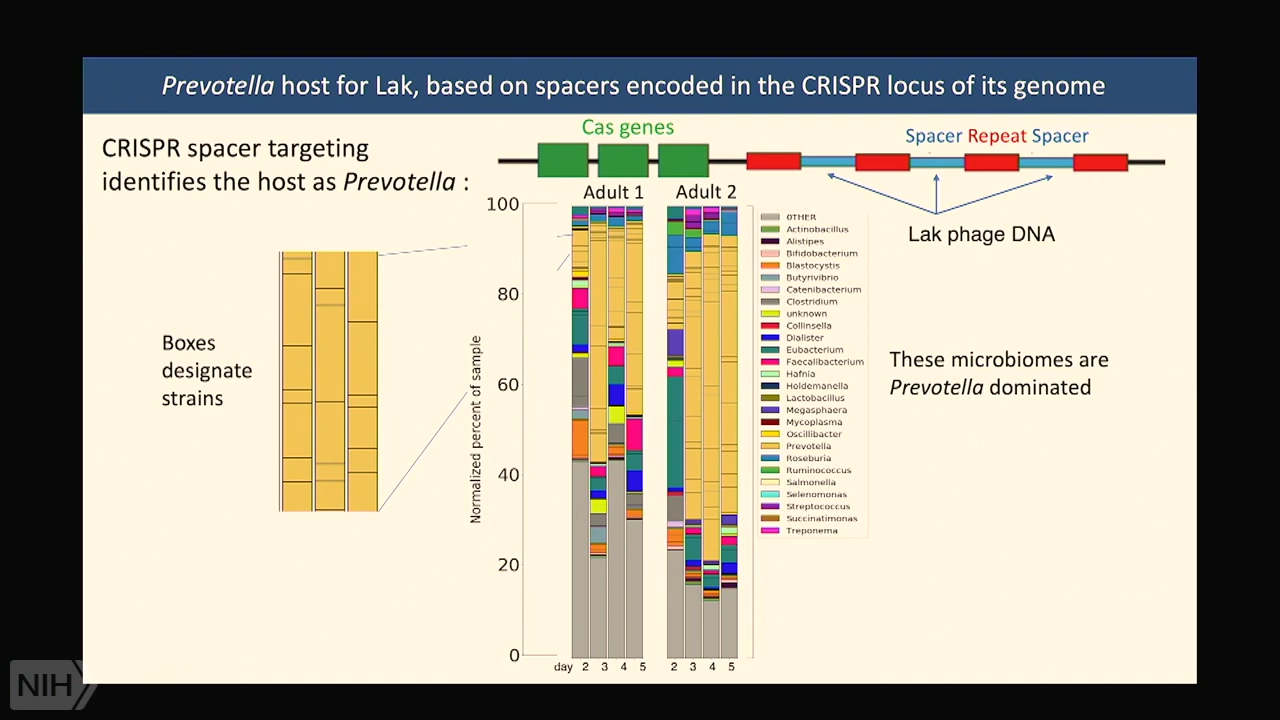 Prevotella host for Lak, based on spacers encoded in the CRISPR locus of its genome
CRISPR spacer targeting
identifies the host as Prevotella :
Cas genes
Spacer Repeat Spacer
Lak phage DNA
Adult 1
Adult 2
Boxes
designate
strains
Normalized percent of sample
100
80
60
40
20
0
day 2 3 4 5
2 3 4 5
OTHER
Actinobacillus
Alistipes
Bifidobacterium
Blastocystis
Butyrivibrio
Catenibacterium
Clostridium
unknown
Collinsella
Dialister
Eubacterium
Faecalibacterium
Hafnia
Holdemanella
Lactobacillus
Megasphaera
Mycoplasma
Oscillibacter
Prevotella
Roseburia
Ruminococcus
Salmonella
Selenomonas
Streptococcus
Succinatimonas
Treponema
These microbiomes are
Prevotella dominated
NIH